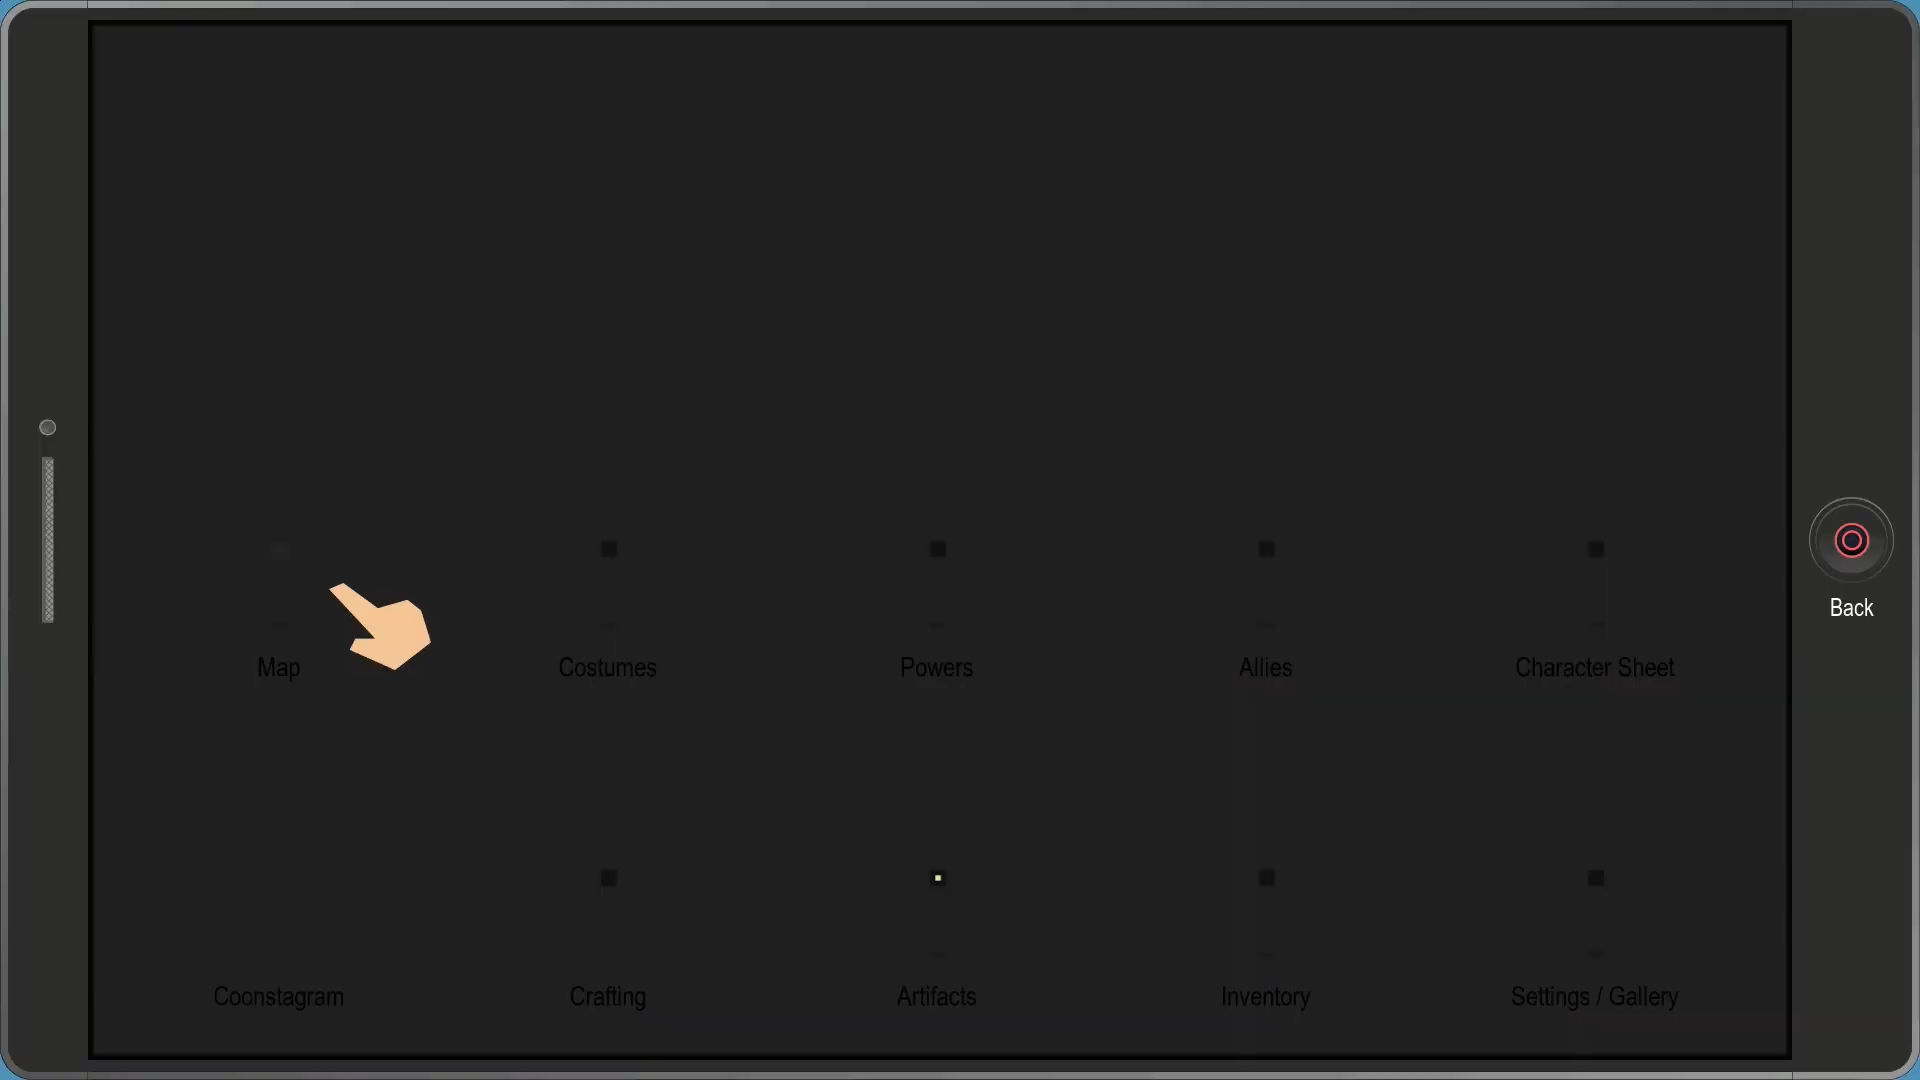 Back
Map
Costumes
Powers
Allies
Character Sheet
Coonstagram
Crafting
Artifacts
Inventory
Settings / Gallery